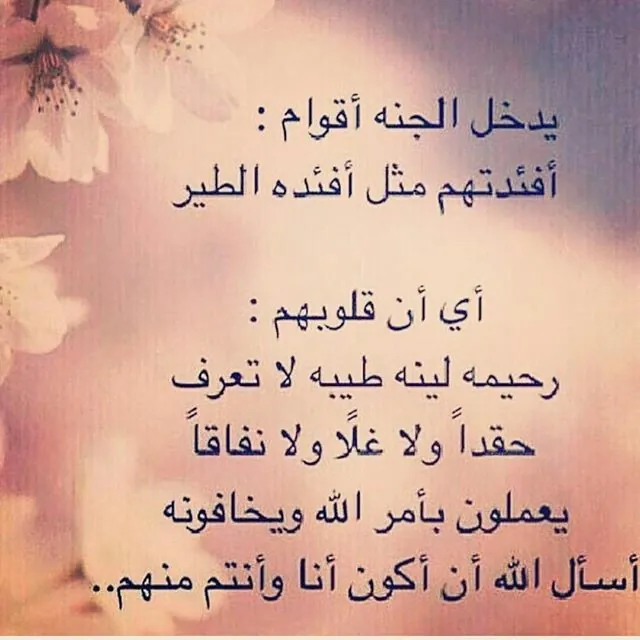 يدخل الجنه أقوام :
أفئدتهم مثل أفئده الطير
أي أن قلوبهم :
رحيمه لينه طيبه لا تعرف
حقداً ولا غلًا ولا نفاقاً
يعملون بأمر الله ويخافونه
أسأل الله أن أكون أنا وأنتم منهم..